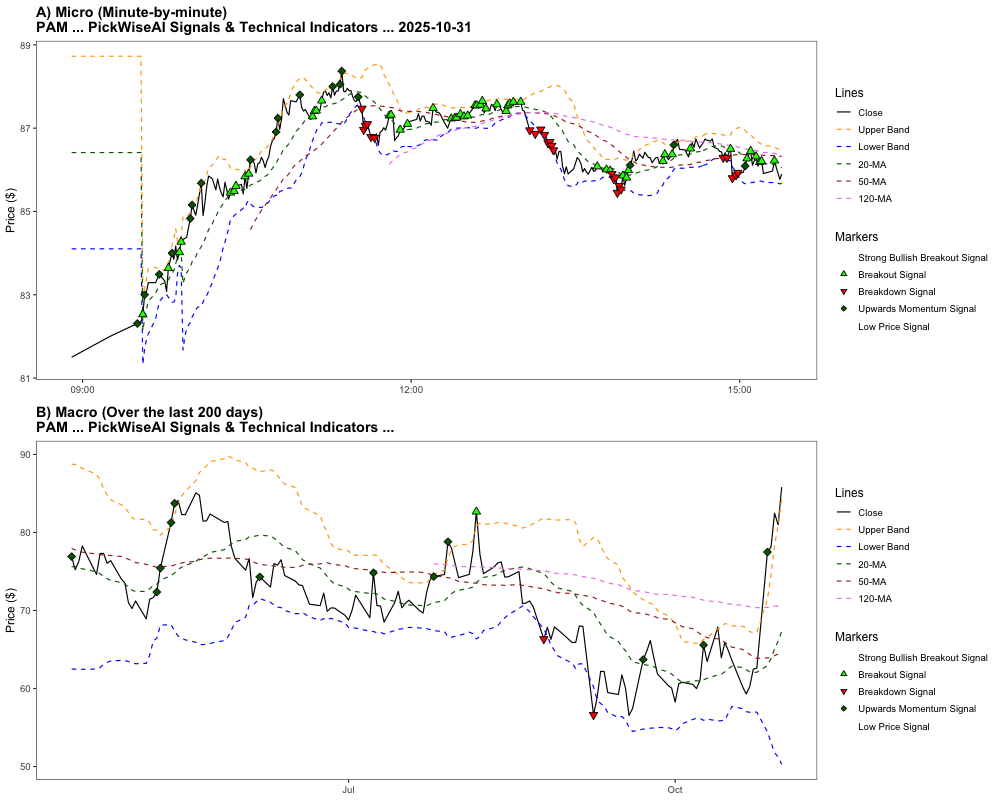 A) Micro (Minute-by-minute)
PAM ... PickWiseAI Signals & Technical Indicators ... 2025-10-31
89
87
85
83
81
Price ($)
09:00
12:00
15:00
Lines
Close
Upper Band
Lower Band
20-MA
50-MA
120-MA
Markers
Strong Bullish Breakout Signal
Breakout Signal
Breakdown Signal
Upwards Momentum Signal
Low Price Signal
B) Macro (Over the last 200 days)
PAM ... PickWiseAI Signals & Technical Indicators ...
90
80
70
60
50
Price ($)
Jul
Oct
Lines
Close
Upper Band
Lower Band
20-MA
50-MA
120-MA
Markers
Strong Bullish Breakout Signal
Breakout Signal
Breakdown Signal
Upwards Momentum Signal
Low Price Signal